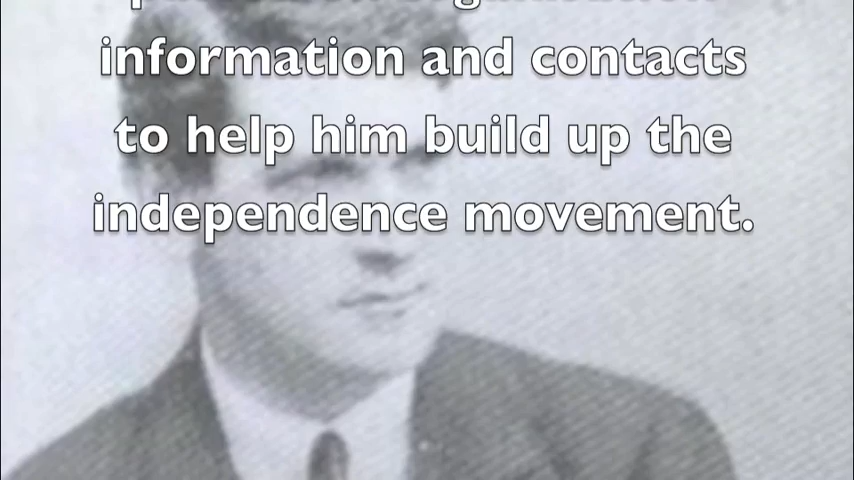 information and contacts
to help him build up the
independence movement.